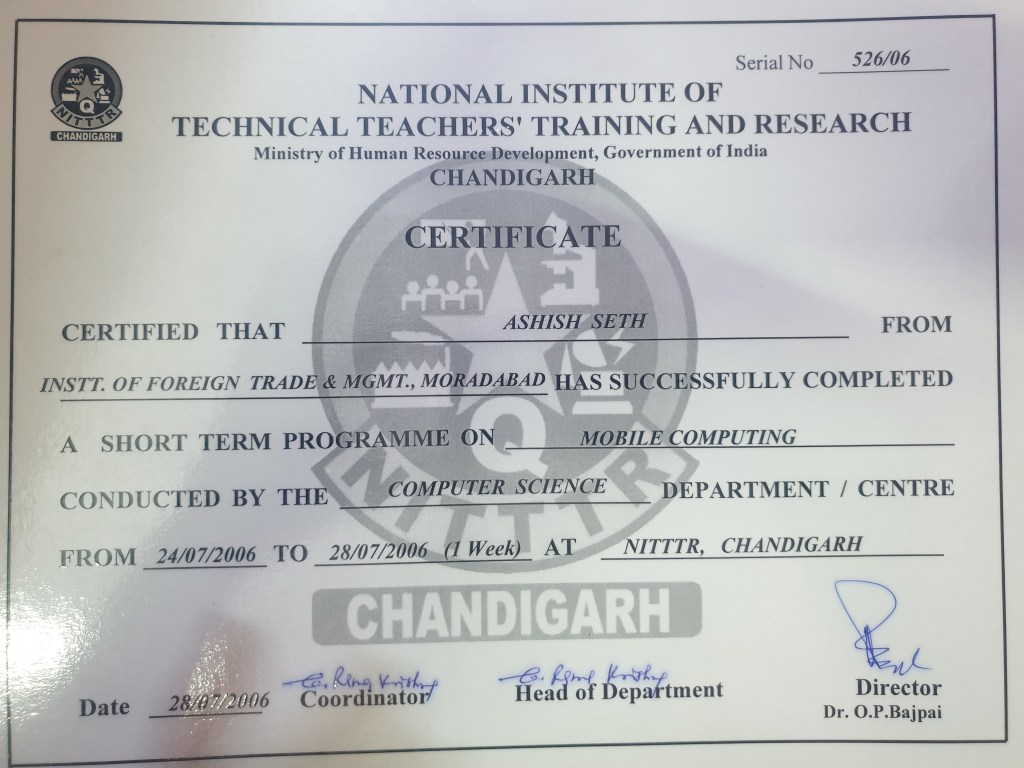 Serial No 526/06
NITTTR
CHANDIGARH
NATIONAL INSTITUTE OF
TECHNICAL TEACHERS' TRAINING AND RESEARCH
Ministry of Human Resource Development, Government of India
CHANDIGARH
CERTIFICATE
CERTIFIED THAT ASHISH SETH FROM
INSTT. OF FOREIGN TRADE & MGMT., MORADABAD HAS SUCCESSFULLY COMPLETED
A SHORT TERM PROGRAMME ON MOBILE COMPUTING
CONDUCTED BY THE COMPUTER SCIENCE DEPARTMENT / CENTRE
FROM 24/07/2006 TO 28/07/2006 (1 Week) AT NITTTR, CHANDIGARH
Q
NITTTR
CHANDIGARH
Date 28/07/2006 Coordinator Head of Department Director
Dr. O.P.Bajpai